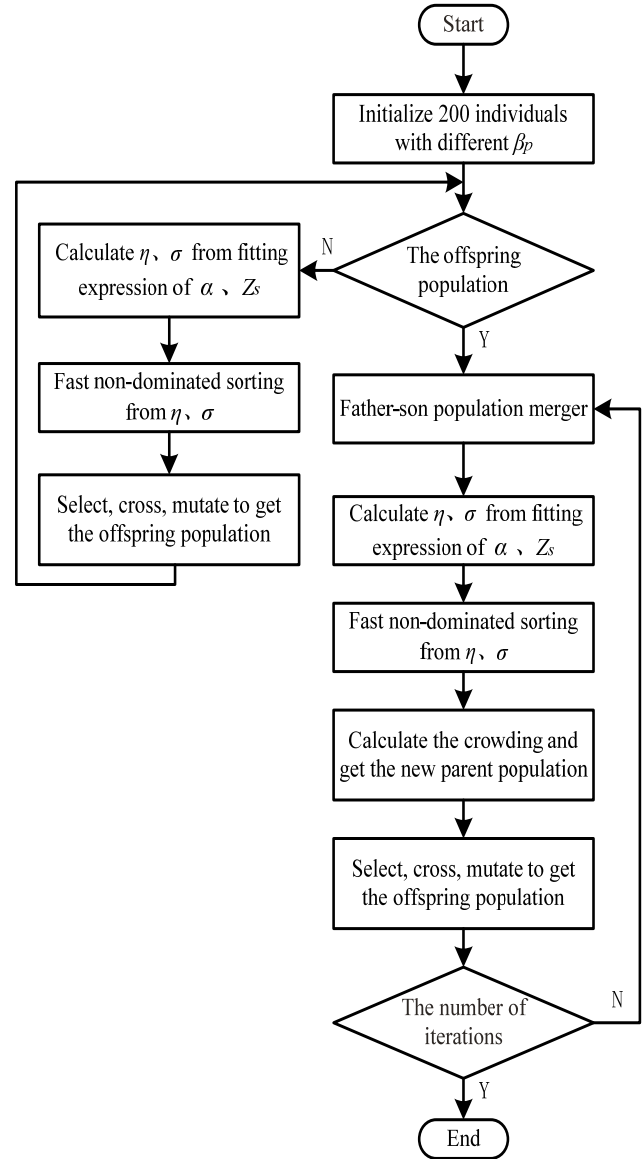 Start
Initialize 200 individuals
with different βp
The offspring
population
N
Y
Calculate η、σ from fitting
expression of α、Zs
Fast non-dominated sorting
from η、σ
Select, cross, mutate to get
the offspring population
Father-son population merger
Calculate η、σ from fitting
expression of α、Zs
Fast non-dominated sorting
from η、σ
Calculate the crowding and
get the new parent population
Select, cross, mutate to get
the offspring population
The number of
iterations
N
Y
End